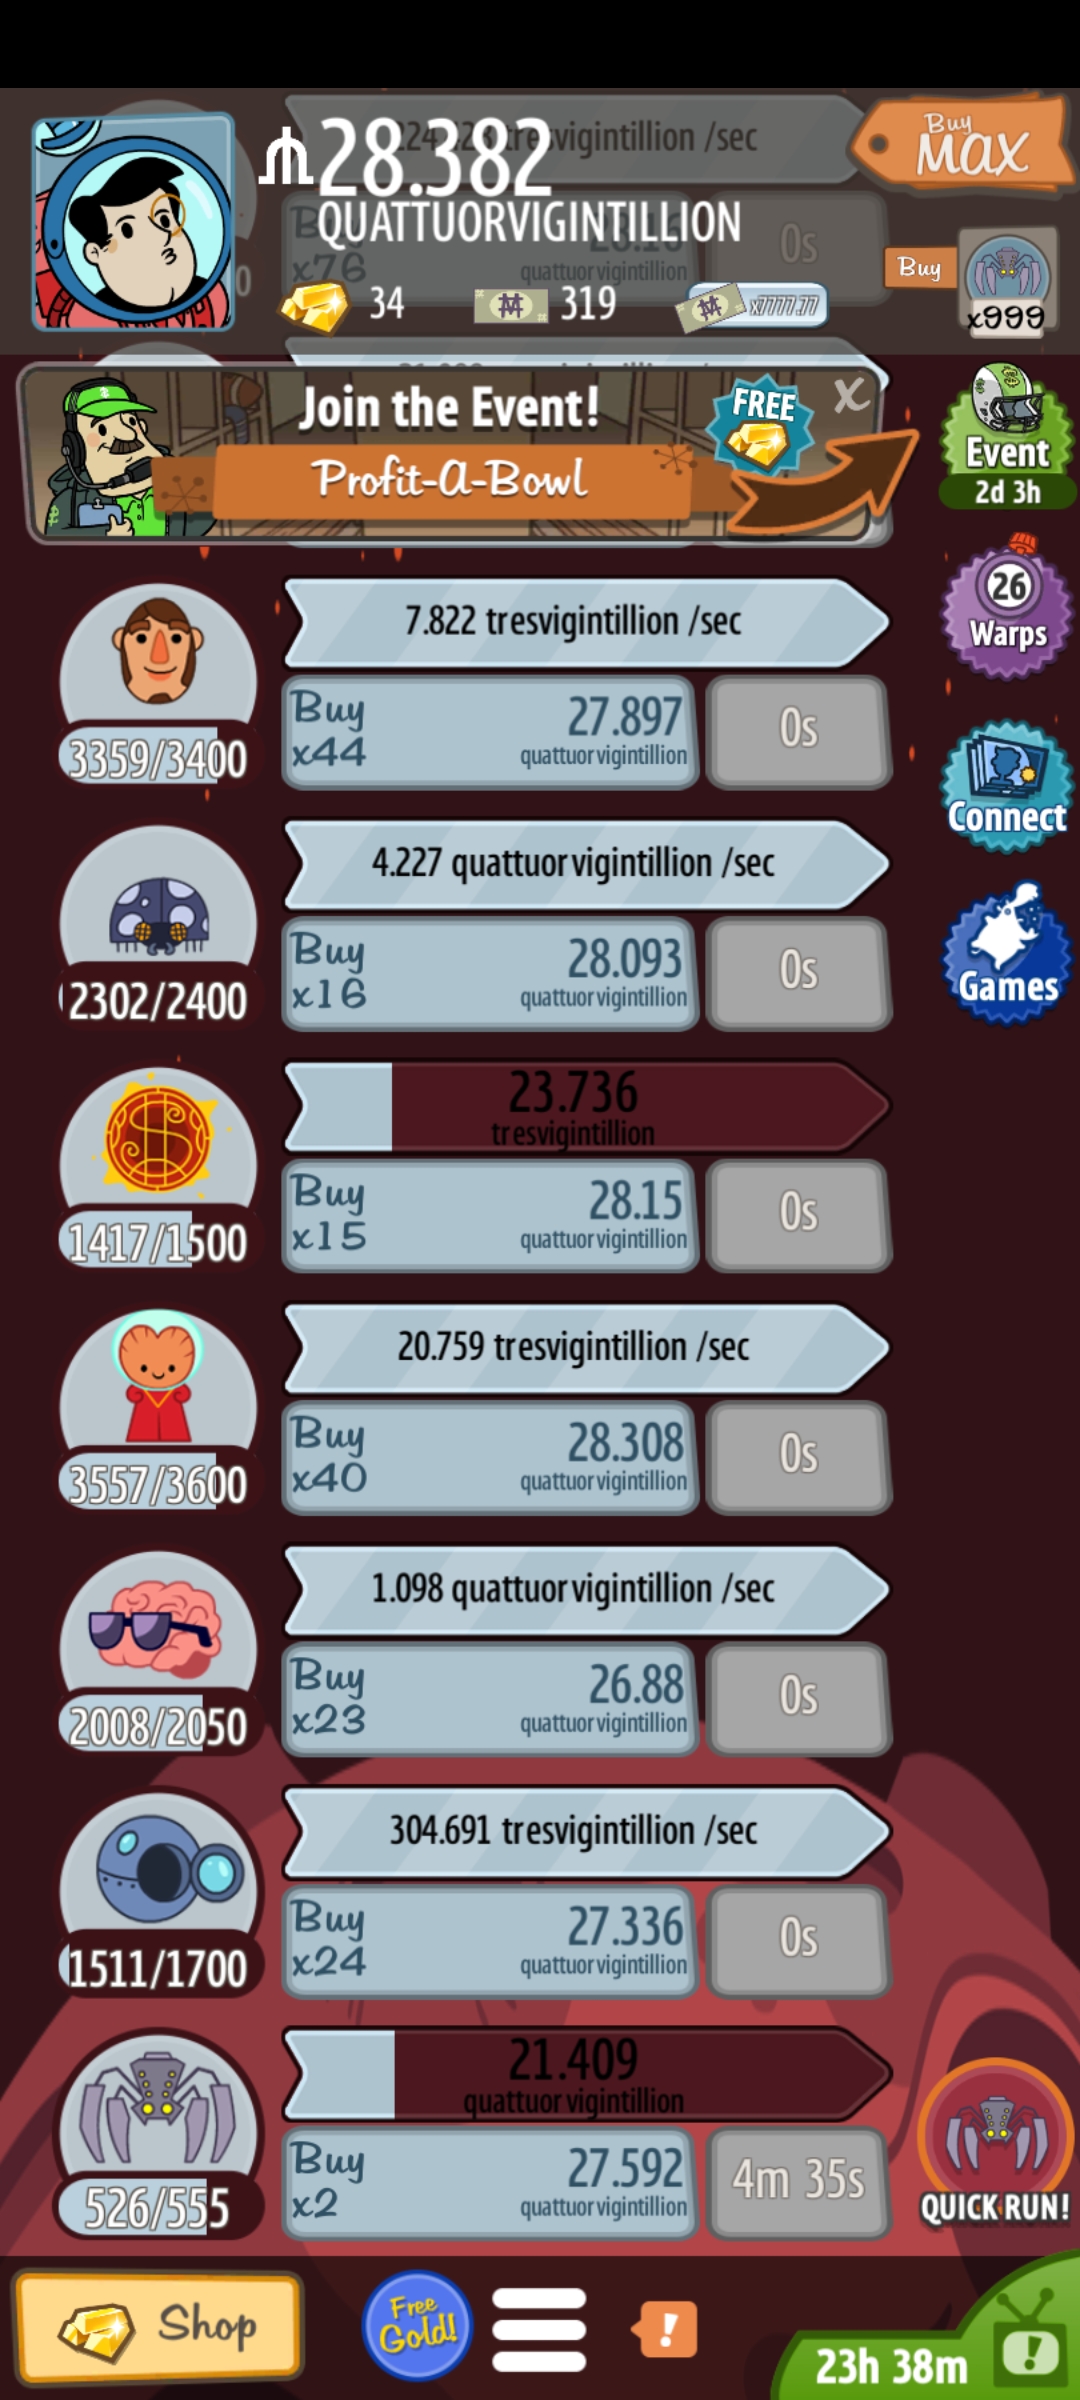 28.382
QUATTUORVIGINTILLION
Buy
MAX
34
319
x7777.77
Buy
x999
x76
quattuorvigintillion
0s
Join the Event!
Profit-A-Bowl
FREE
X
Event
2d 3h
7.822 tresvigintillion /sec
Buy
x44
27.897
quattuorvigintillion
0s
3359/3400
26
Warps
4.227 quattuorvigintillion /sec
Buy
x16
28.093
quattuorvigintillion
0s
2302/2400
Connect
Games
23.736
tresvigintillion
Buy
x15
28.15
quattuorvigintillion
0s
1417/1500
20.759 tresvigintillion /sec
Buy
x40
28.308
quattuorvigintillion
0s
3557/3600
1.098 quattuorvigintillion /sec
Buy
x23
26.88
quattuorvigintillion
0s
2008/2050
304.691 tresvigintillion /sec
Buy
x24
27.336
quattuorvigintillion
0s
1511/1700
21.409
quattuorvigintillion
Buy
x2
27.592
quattuorvigintillion
4m 35s
526/555
QUICK RUN!
Shop
Free
Gold!
!
23h 38m
!